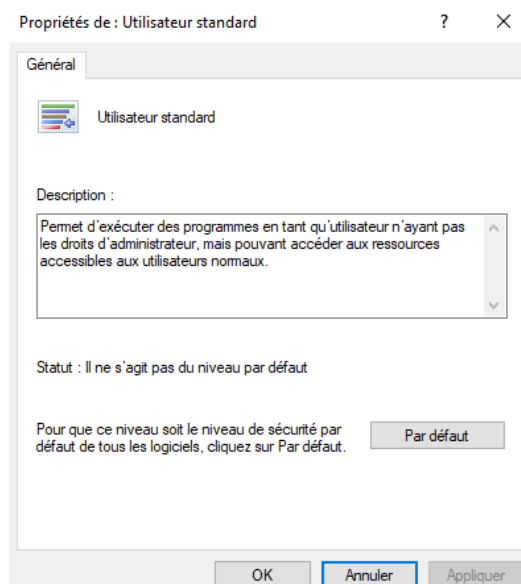 Propriétés de : Utilisateur standard
?
Général
Utilisateur standard
Description :
Permet d'exécuter des programmes en tant qu'utilisateur n'ayant pas
les droits d'administrateur, mais pouvant accéder aux ressources
accessibles aux utilisateurs normaux.
Statut : Il ne s'agit pas du niveau par défaut
Pour que ce niveau soit le niveau de sécurité par
défaut de tous les logiciels, cliquez sur Par défaut.
Par défaut
OK
Annuler
Appliquer